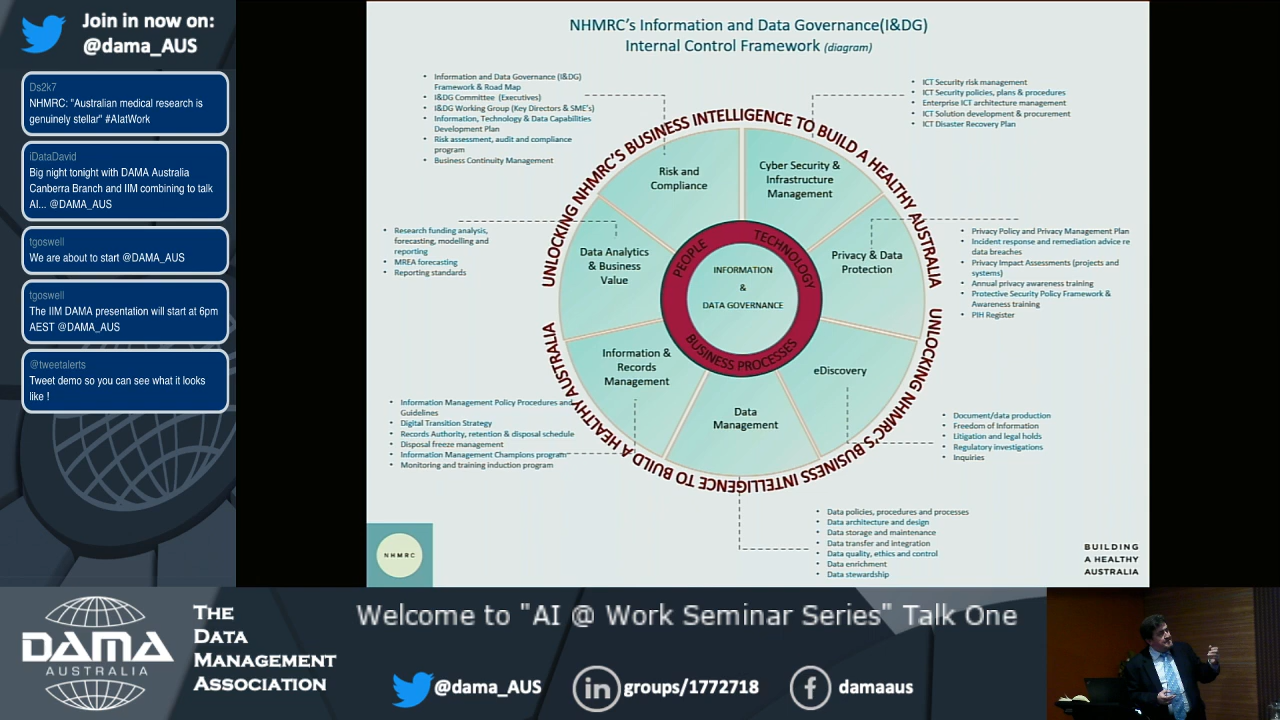 Join in now on:
@dama_AUS
Ds2k7
NHMRC: "Australian medical research is
genuinely stellar" #AIatWork
iDataDavid
Big night tonight with DAMA Australia
Canberra Branch and IIM combining to talk
AI... @DAMA_AUS
tgoswell
We are about to start @DAMA_AUS
tgoswell
The IIM DAMA presentation will start at 6pm
AEST @DAMA_AUS
@tweetalerts
Tweet demo so you can see what it looks
like !
NHMRC's Information and Data Governance(I&DG)
Internal Control Framework (diagram)
• Information and Data Governance (I&DG)
Framework & Road Map
• I&DG Committee (Executives)
• I&DG Working Group (Key Directors & SME's)
• Information, Technology & Data Capabilities
Development Plan
• Risk assessment, audit and compliance
program
• Business Continuity Management
• ICT Security risk management
• ICT Security policies, plans & procedures
• Enterprise ICT architecture management
• ICT Solution development & procurement
• ICT Disaster Recovery Plan
UNLOCKING NHMRC'S BUSINESS INTELLIGENCE TO BUILD A HEALTHY AUSTRALIA
Risk and
Compliance
Cyber Security &
Infrastructure
Management
• Research funding analysis,
forecasting, modelling and
reporting
• MREA forecasting
• Reporting standards
Data Analytics
& Business
Value
Privacy & Data
Protection
• Privacy Policy and Privacy Management Plan
• Incident response and remediation advice re
data breaches
• Privacy Impact Assessments (projects and
systems)
• Annual privacy awareness training
• Protective Security Policy Framework &
Awareness training
• PIH Register
PEOPLE
TECHNOLOGY
BUSINESS PROCESSES
INFORMATION
&
DATA GOVERNANCE
Information &
Records
Management
eDiscovery
Data
Management
UNLOCKING NHMRC'S BUSINESS INTELLIGENCE TO BUILD A HEALTHY AUSTRALIA
• Information Management Policy Procedures and
Guidelines
• Digital Transition Strategy
• Records Authority, retention & disposal schedule
• Disposal freeze management
• Information Management Champions program
• Monitoring and training induction program
• Document/data production
• Freedom of Information
• Litigation and legal holds
• Regulatory investigations
• Inquiries
• Data policies, procedures and processes
• Data architecture and design
• Data storage and maintenance
• Data transfer and integration
• Data quality, ethics and control
• Data enrichment
• Data stewardship
NHMRC
BUILDING
A HEALTHY
AUSTRALIA
DAMA
AUSTRALIA
THE
DATA
MANAGEMENT
ASSOCIATION
Welcome to "AI @ Work Seminar Series" Talk One
@dama_AUS
in groups/1772718
f damaaus